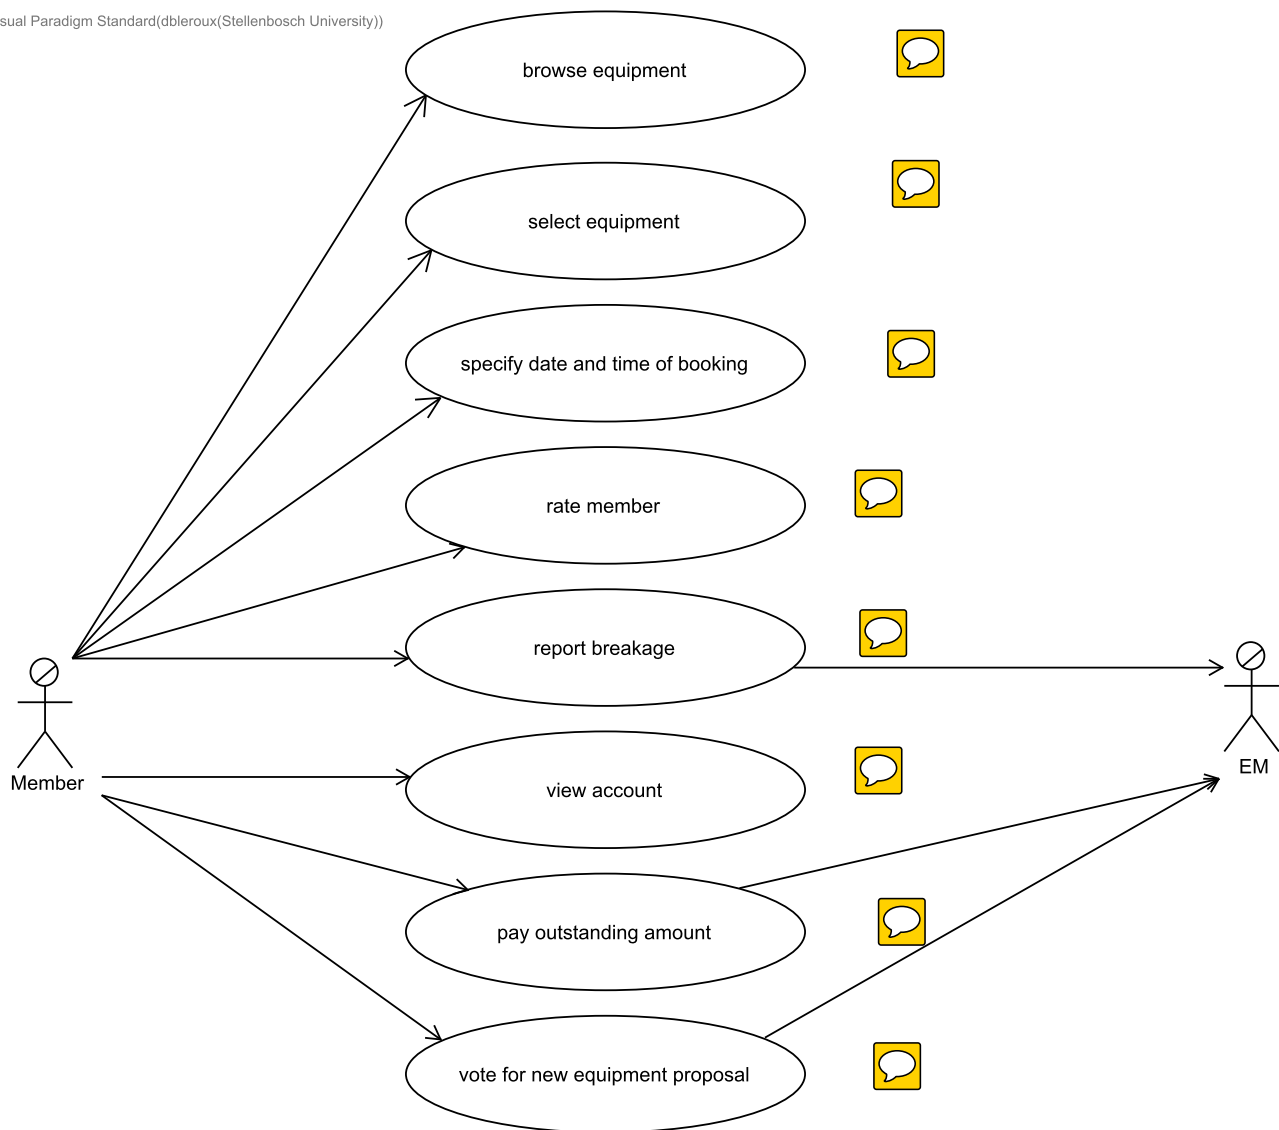 sual Paradigm Standard(dbleroux(Stellenbosch University))
browse equipment
select equipment
specify date and time of booking
rate member
report breakage
Member
EM
view account
pay outstanding amount
vote for new equipment proposal